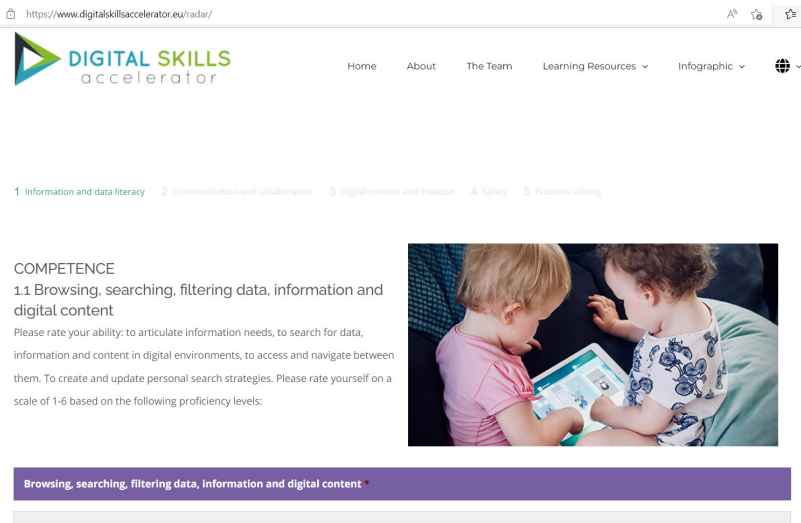 https://www.digitalskillsaccelerator.eu/radar/
DIGITAL SKILLS
accelerator
Home About The Team Learning Resources Infographic
1 Information and data literacy 2 Communication and collaboration 3 Digital content and creation 4 Safety 5 Problem solving
COMPETENCE
1.1 Browsing, searching, filtering data, information and
digital content
Please rate your ability: to articulate information needs, to search for data,
information and content in digital environments, to access and navigate between
them. To create and update personal search strategies. Please rate yourself on a
scale of 1-6 based on the following proficiency levels:
Browsing, searching, filtering data, information and digital content *